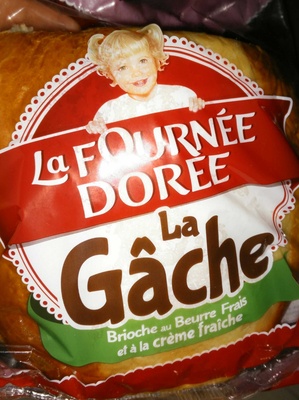 La FOURNÉE
DORÉE
La
Gâche
Brioche au Beurre Frais
et à la crème fraîche